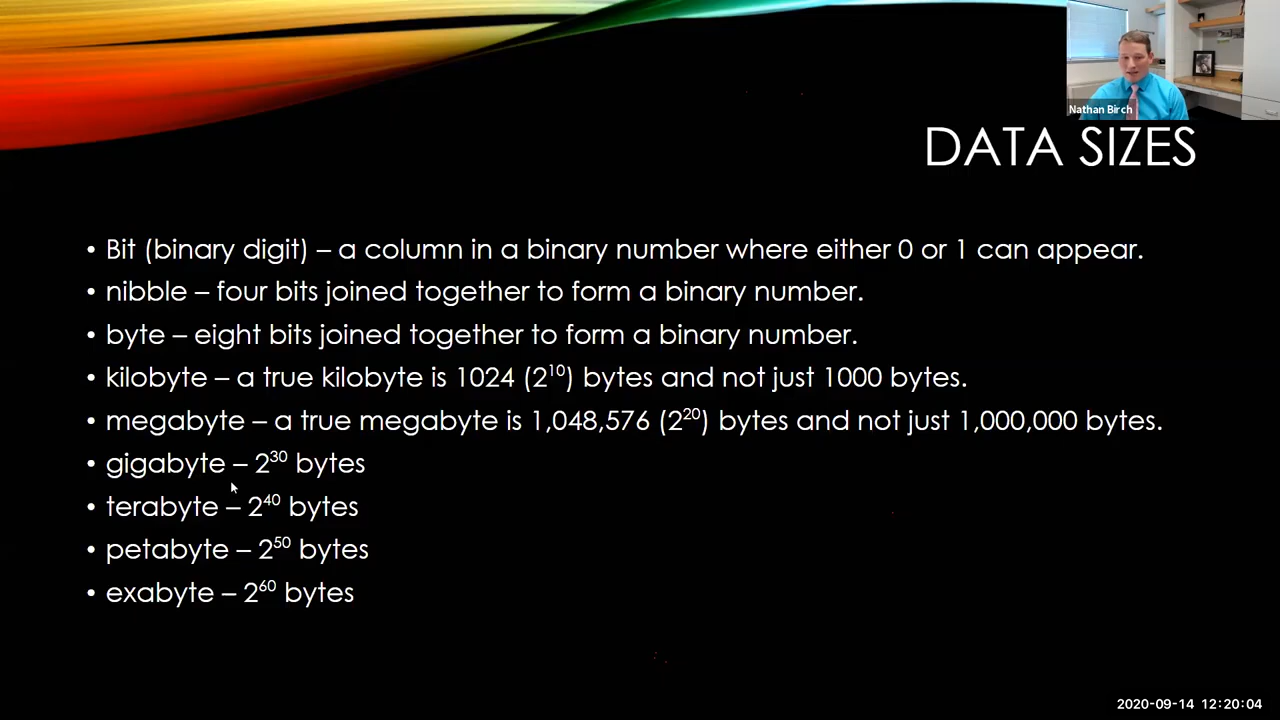 Nathan Birch
DATA SIZES
• Bit (binary digit) – a column in a binary number where either 0 or 1 can appear.
• nibble – four bits joined together to form a binary number.
• byte – eight bits joined together to form a binary number.
• kilobyte – a true kilobyte is 1024 (2¹⁰) bytes and not just 1000 bytes.
• megabyte – a true megabyte is 1,048,576 (2²⁰) bytes and not just 1,000,000 bytes.
• gigabyte – 2³⁰ bytes
• terabyte – 2⁴⁰ bytes
• petabyte – 2⁵⁰ bytes
• exabyte – 2⁶⁰ bytes
2020-09-14 12:20:04